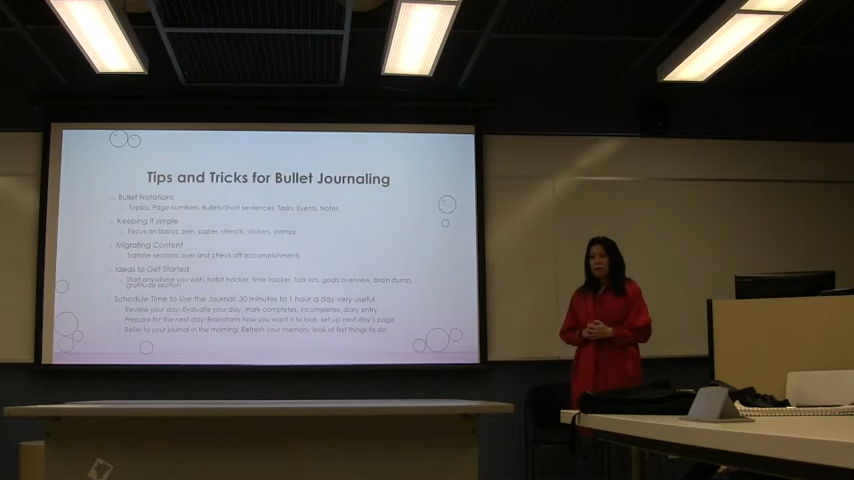 Tips and Tricks for Bullet Journaling
Bullet Notations
Topics, Page numbers, Bullets/Short sentences, Tasks, Events, Notes
Keeping it simple
Focus on basics, pen, paper, stencils, stickers, stamps
Migrating Content
Transfer sections over and check off accomplishments
Ideas to Get Started
Start anywhere you wish, habit tracker, time tracker, task lists, goals overview, brain dump,
gratitude section
Schedule Time to Use the Journal: 30 minutes to 1 hour a day very useful
Review your day: Evaluate your day, mark completes, incompletes, diary entry
Prepare for the next day: Brainstorm how you want it to look, set up next day's page
Refer to your journal in the morning: Refresh your memory, look at first things to do